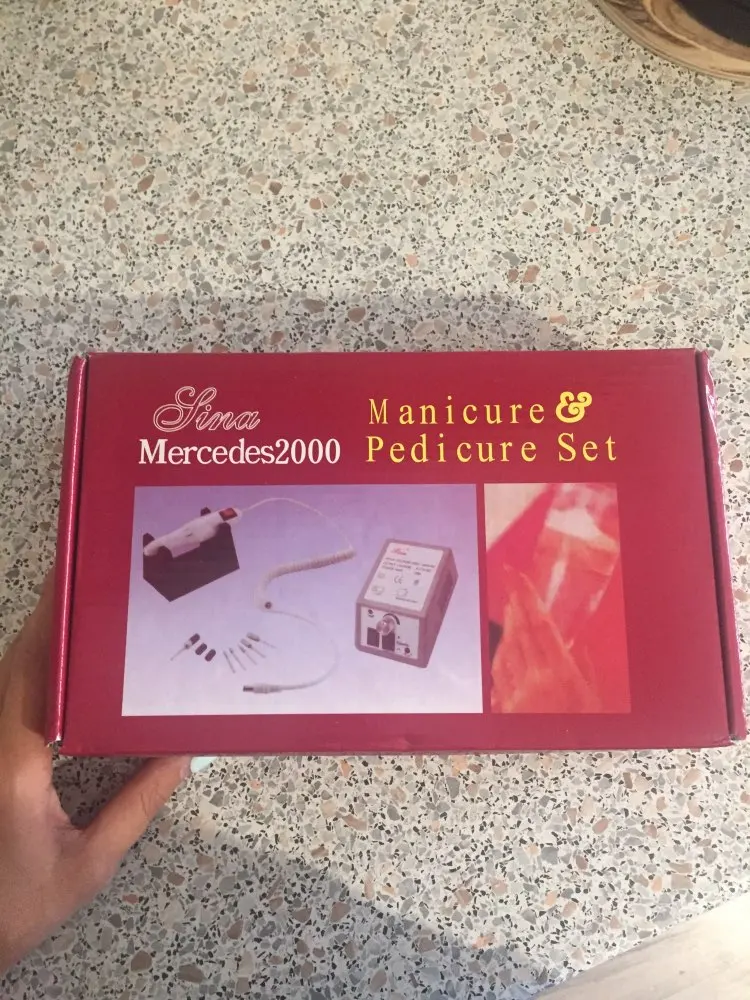 Sina
Mercedes2000
Manicure &
Pedicure Set